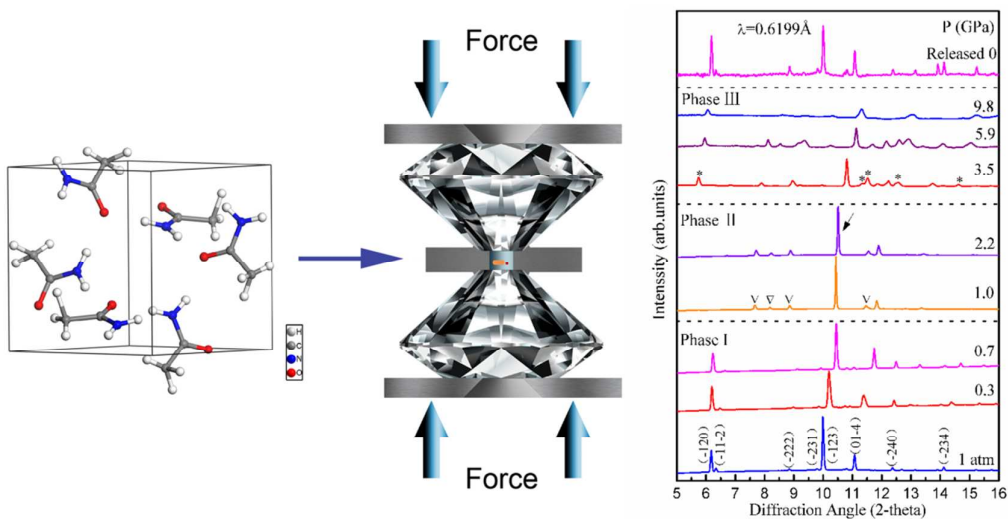 Force
H
C
N
O
Force
λ=0.6199Å
P (GPa)
Released 0
Phase III
9.8
5.9
3.5
* * * * *
Phase II
2.2
1.0
Phase I
0.7
0.3
(-120)
(-11-2)
(-222)
(-231)
(-123)
(01-4)
(-240)
(-234)
1 atm
5 6 7 8 9 10 11 12 13 14 15 16
Diffraction Angle (2-theta)
Intenssity (arb.units)